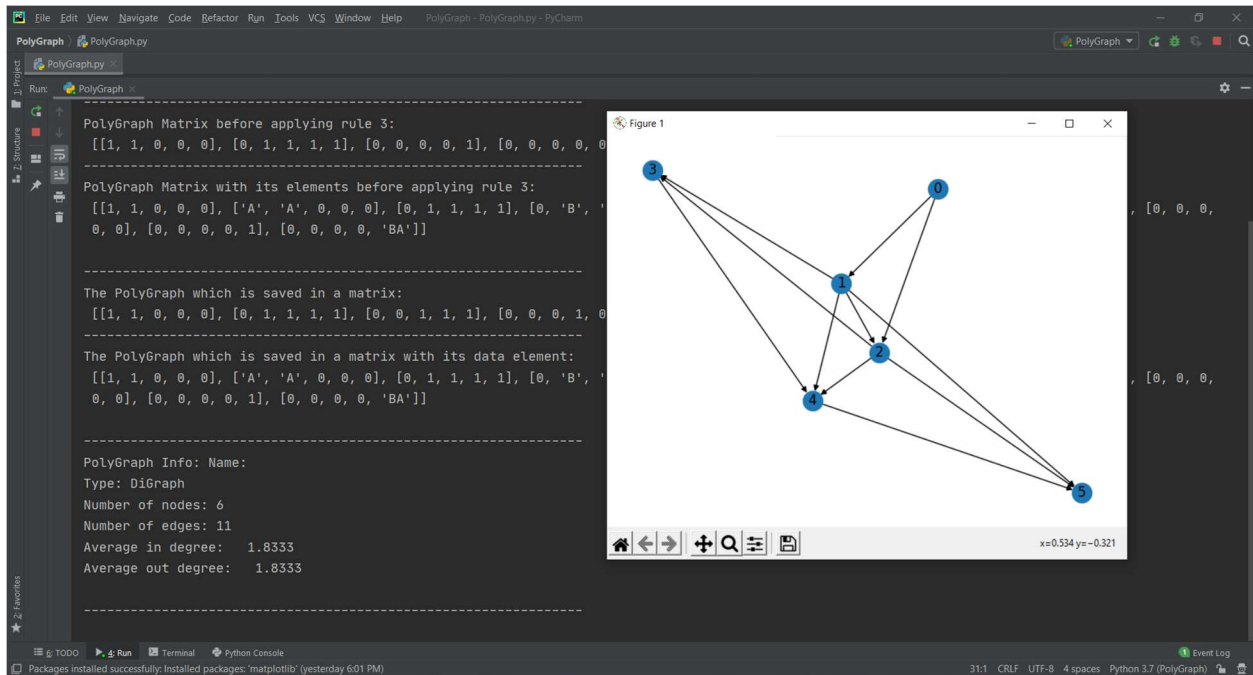 File Edit View Navigate Code Refactor Run Tools VCS Window Help PolyGraph - PolyGraph.py - PyCharm
PolyGraph PolyGraph.py PolyGraph
PolyGraph.py
Run: PolyGraph
1: Project
7: Structure
2: Favorites
------------------------------------------------------------
PolyGraph Matrix before applying rule 3:
[[1, 1, 0, 0, 0], [0, 1, 1, 1, 1], [0, 0, 0, 0, 1], [0, 0, 0, 0, 0
------------------------------------------------------------
PolyGraph Matrix with its elements before applying rule 3:
[[1, 1, 0, 0, 0], ['A', 'A', 0, 0, 0], [0, 1, 1, 1, 1], [0, 'B', ' , [0, 0, 0,
0, 0], [0, 0, 0, 0, 1], [0, 0, 0, 0, 'BA']]
------------------------------------------------------------
The PolyGraph which is saved in a matrix:
[[1, 1, 0, 0, 0], [0, 1, 1, 1, 1], [0, 0, 1, 1, 1], [0, 0, 0, 1, 0
------------------------------------------------------------
The PolyGraph which is saved in a matrix with its data element:
[[1, 1, 0, 0, 0], ['A', 'A', 0, 0, 0], [0, 1, 1, 1, 1], [0, 'B', ' , [0, 0, 0,
0, 0], [0, 0, 0, 0, 1], [0, 0, 0, 0, 'BA']]
------------------------------------------------------------
PolyGraph Info: Name:
Type: DiGraph
Number of nodes: 6
Number of edges: 11
Average in degree: 1.8333
Average out degree: 1.8333
------------------------------------------------------------
Figure 1
3
0
1
2
4
5
x=0.534 y=-0.321
6: TODO 4: Run Terminal Python Console 1 Event Log
Packages installed successfully: Installed packages: 'matplotlib' (yesterday 6:01 PM) 31:1 CRLF UTF-8 4 spaces Python 3.7 (PolyGraph)